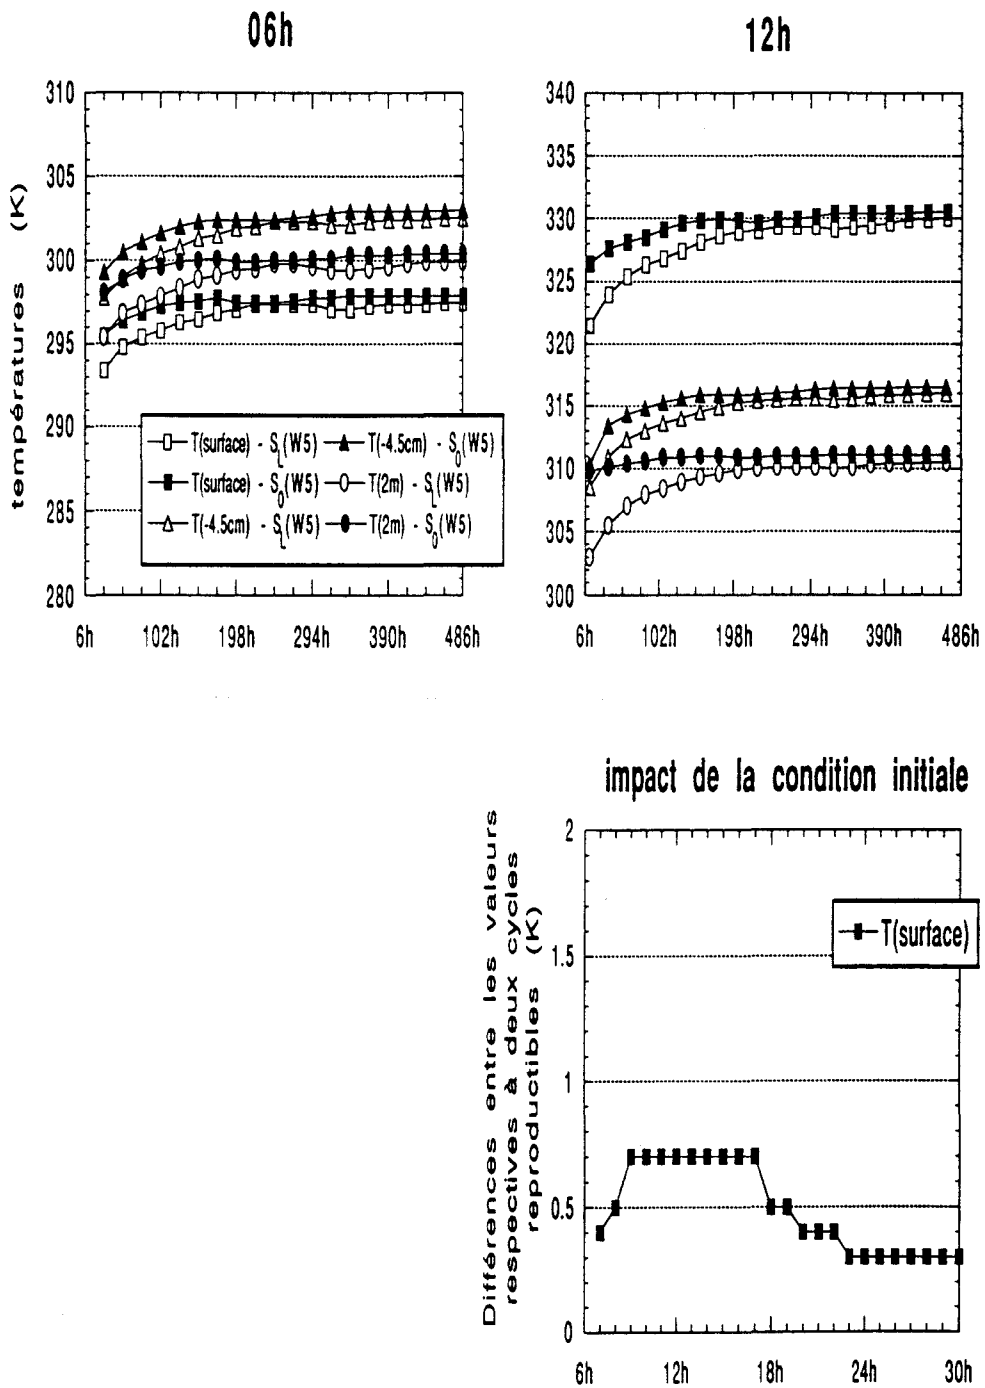 06h
12h
températures (K)
310
305
300
295
290
285
280
6h 102h 198h 294h 390h 486h
T(surface) - SL(W5)
T(surface) - S0(W5)
T(-4.5cm) - SL(W5)
T(-4.5cm) - S0(W5)
T(2m) - SL(W5)
T(2m) - S0(W5)
340
335
330
325
320
315
310
305
300
6h 102h 198h 294h 390h 486h
impact de la condition initiale
Différences entre les valeurs
respectives à deux cycles
reproductibles (K)
2
1.5
1
0.5
0
T(surface)
6h 12h 18h 24h 30h